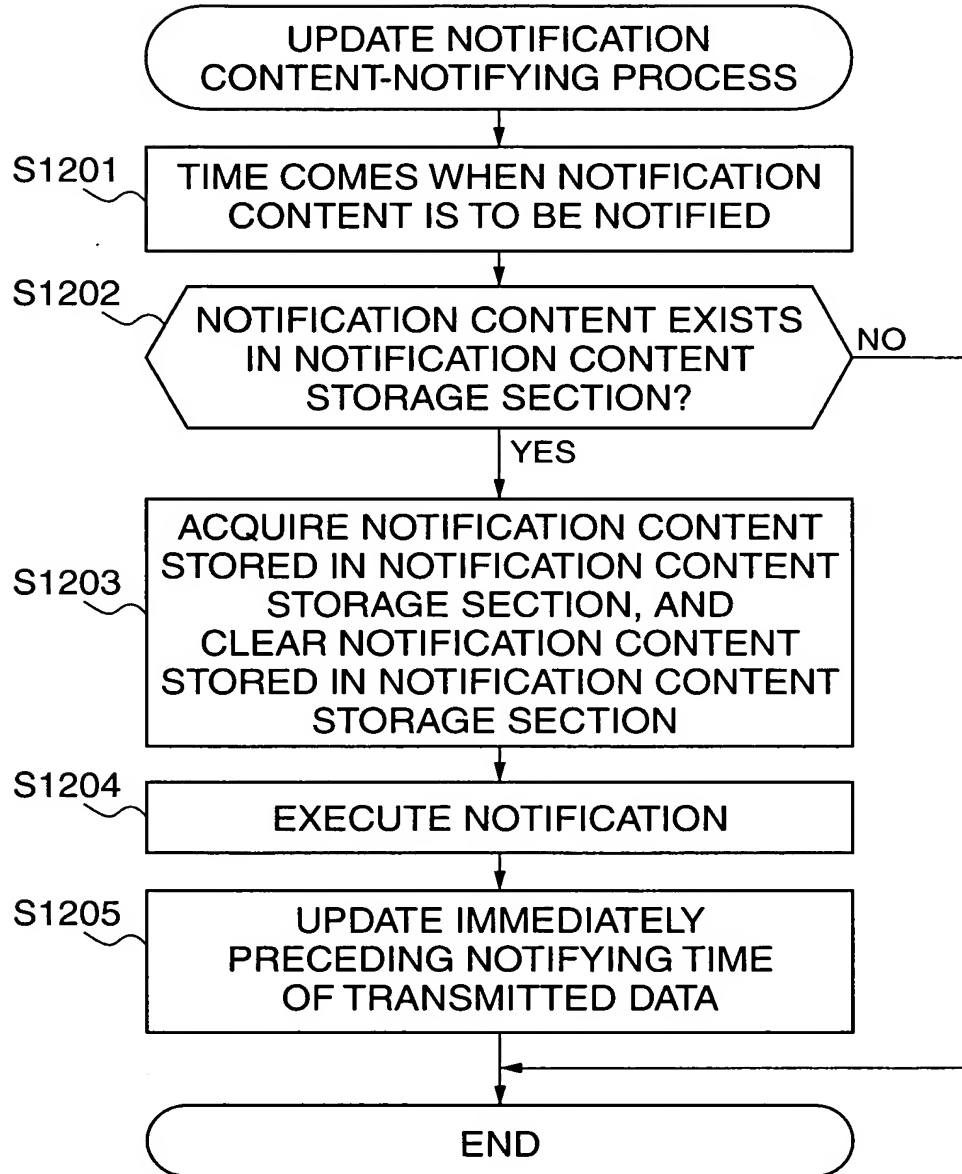 UPDATE NOTIFICATION
CONTENT-NOTIFYING PROCESS
S1201
TIME COMES WHEN NOTIFICATION
CONTENT IS TO BE NOTIFIED
S1202
NOTIFICATION CONTENT EXISTS
IN NOTIFICATION CONTENT
STORAGE SECTION?
NO
YES
S1203
ACQUIRE NOTIFICATION CONTENT
STORED IN NOTIFICATION CONTENT
STORAGE SECTION, AND
CLEAR NOTIFICATION CONTENT
STORED IN NOTIFICATION CONTENT
STORAGE SECTION
S1204
EXECUTE NOTIFICATION
S1205
UPDATE IMMEDIATELY
PRECEDING NOTIFYING TIME
OF TRANSMITTED DATA
END